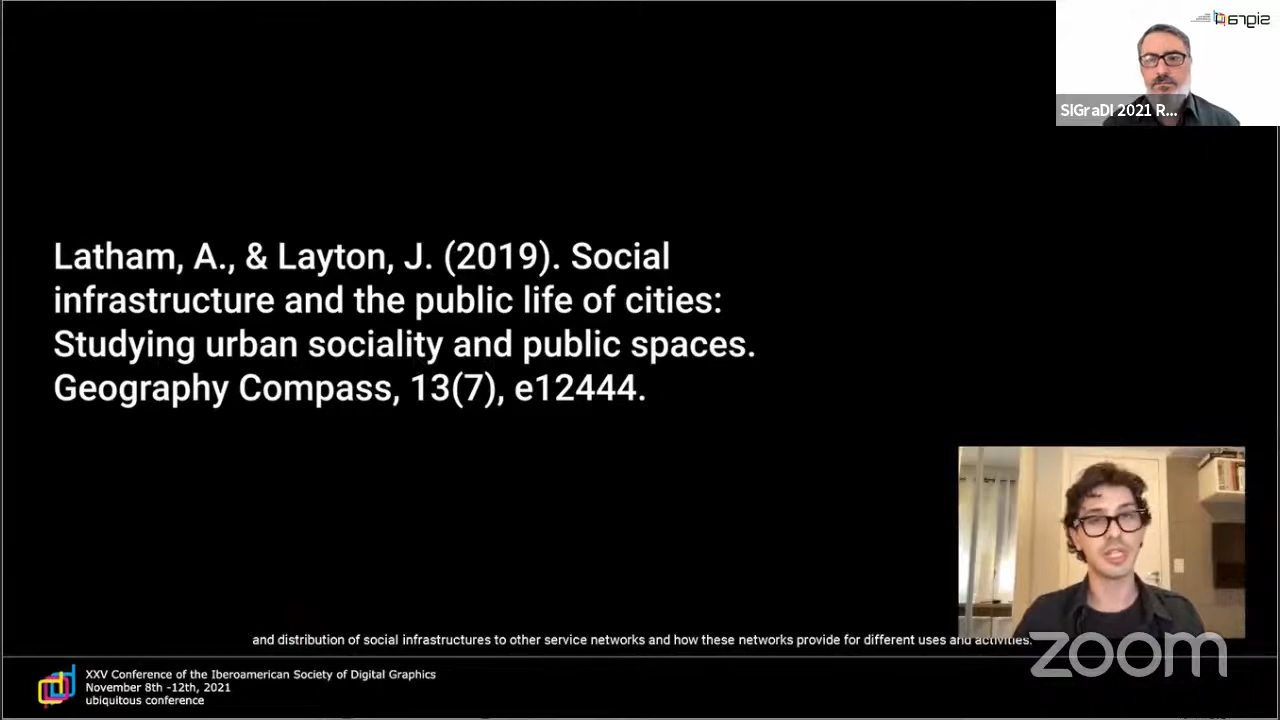 SIGraDI 2021 R...
Latham, A., & Layton, J. (2019). Social
infrastructure and the public life of cities:
Studying urban sociality and public spaces.
Geography Compass, 13(7), e12444.
and distribution of social infrastructures to other service networks and how these networks provide for different uses and activities.
zoom
XXV Conference of the Iberoamerican Society of Digital Graphics
November 8th -12th, 2021
ubiquitous conference